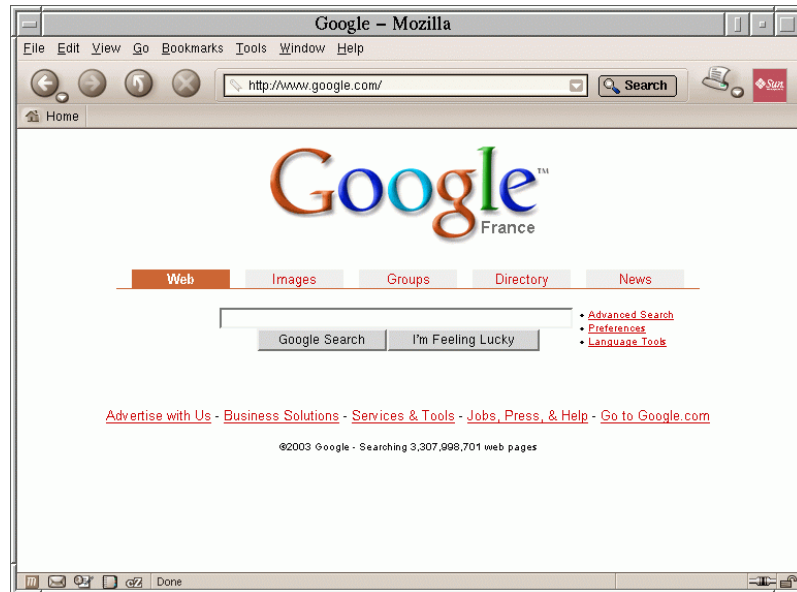 Google – Mozilla
File Edit View Go Bookmarks Tools Window Help
http://www.google.com/ Search Sun
Home
Google™
France
Web Images Groups Directory News
• Advanced Search
• Preferences
• Language Tools
Google Search I'm Feeling Lucky
Advertise with Us - Business Solutions - Services & Tools - Jobs, Press, & Help - Go to Google.com
©2003 Google - Searching 3,307,998,701 web pages
Done